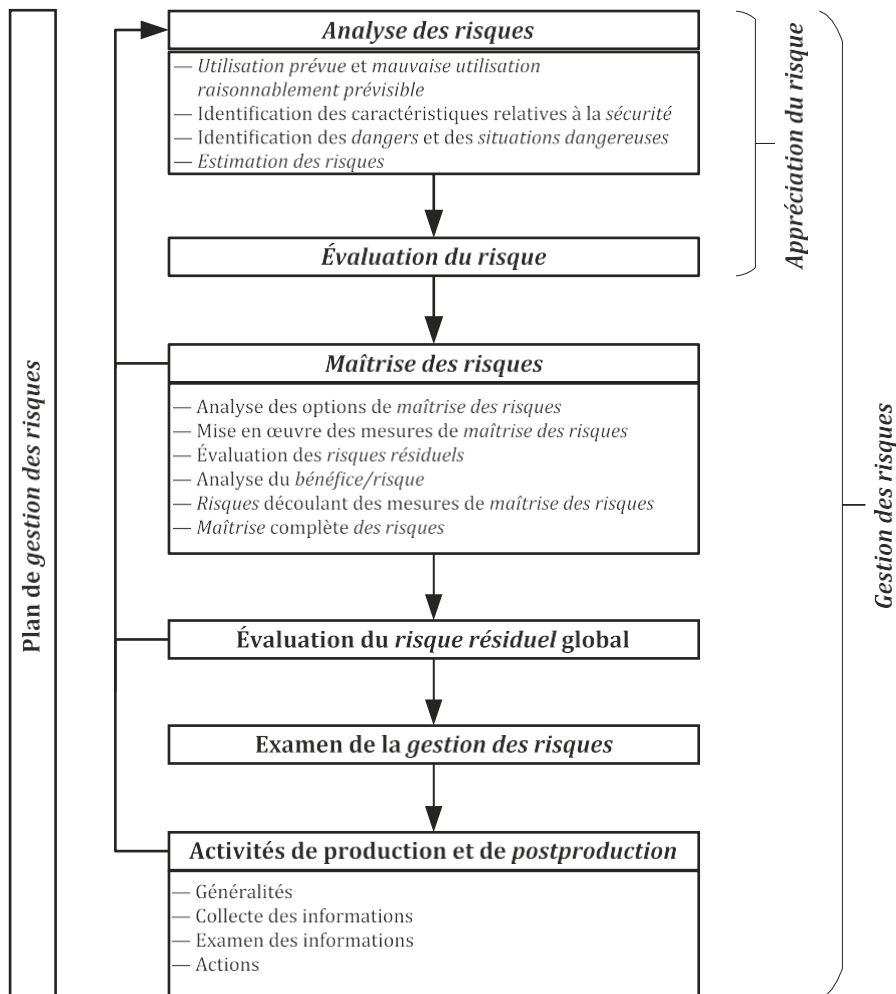 Analyse des risques
— Utilisation prévue et mauvaise utilisation
raisonnablement prévisible
— Identification des caractéristiques relatives à la sécurité
— Identification des dangers et des situations dangereuses
— Estimation des risques
Évaluation du risque
Appréciation du risque
Maîtrise des risques
— Analyse des options de maîtrise des risques
— Mise en œuvre des mesures de maîtrise des risques
— Évaluation des risques résiduels
— Analyse du bénéfice/risque
— Risques découlant des mesures de maîtrise des risques
— Maîtrise complète des risques
Plan de gestion des risques
Gestion des risques
Évaluation du risque résiduel global
Examen de la gestion des risques
Activités de production et de postproduction
— Généralités
— Collecte des informations
— Examen des informations
— Actions